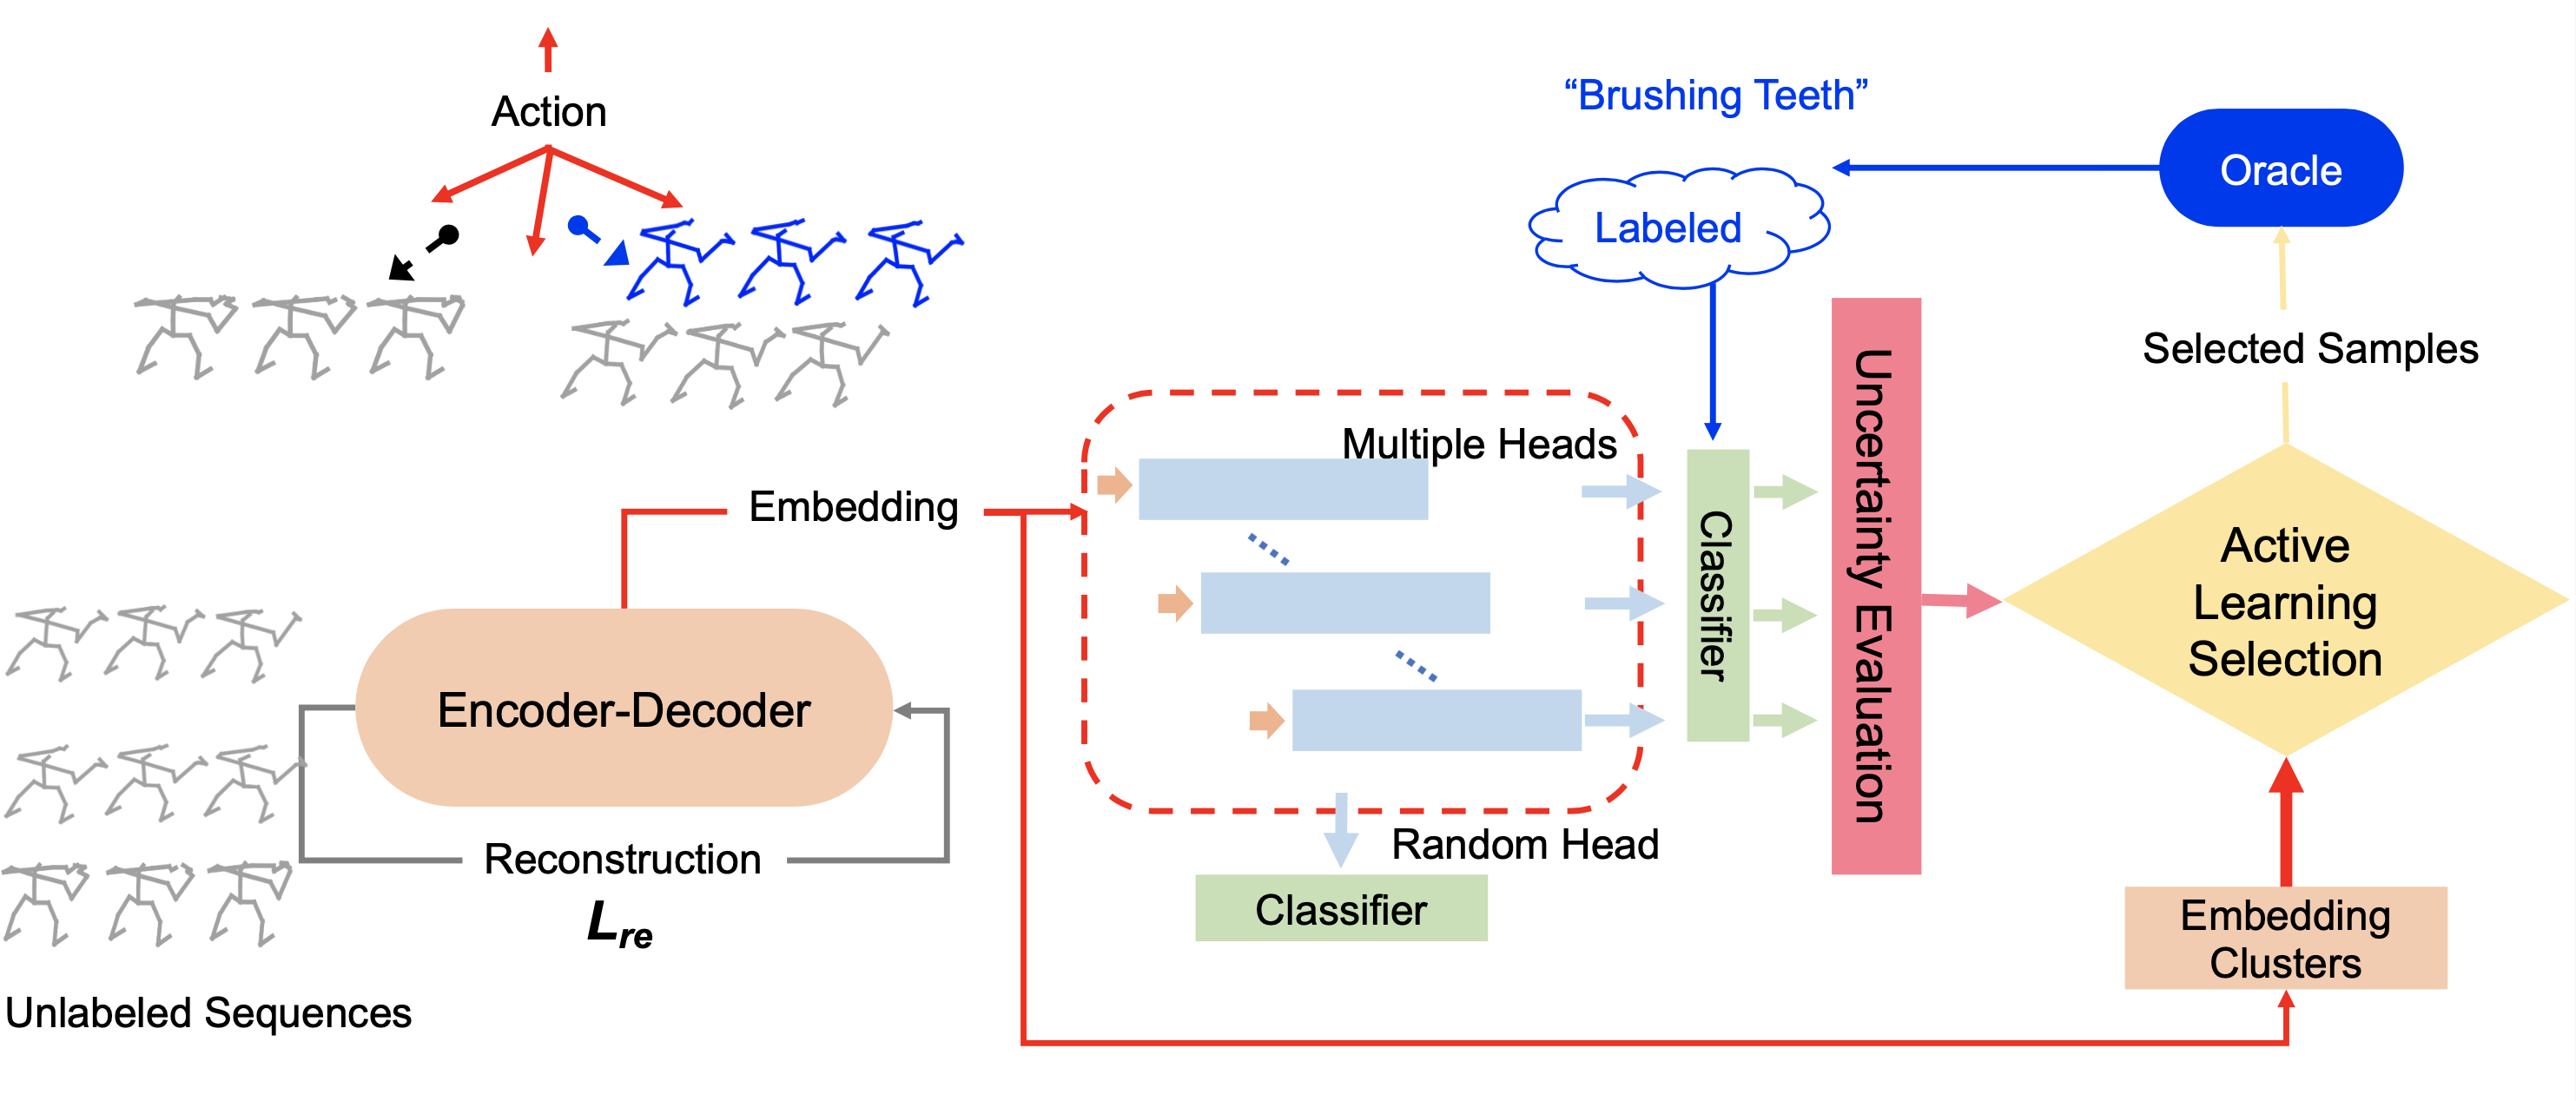 Action
“Brushing Teeth”
Oracle
Labeled
Selected Samples
Multiple Heads
Embedding
Classifier
Uncertainty Evaluation
Active
Learning
Selection
Encoder-Decoder
Reconstruction
Random Head
L_re
Classifier
Embedding
Clusters
Unlabeled Sequences